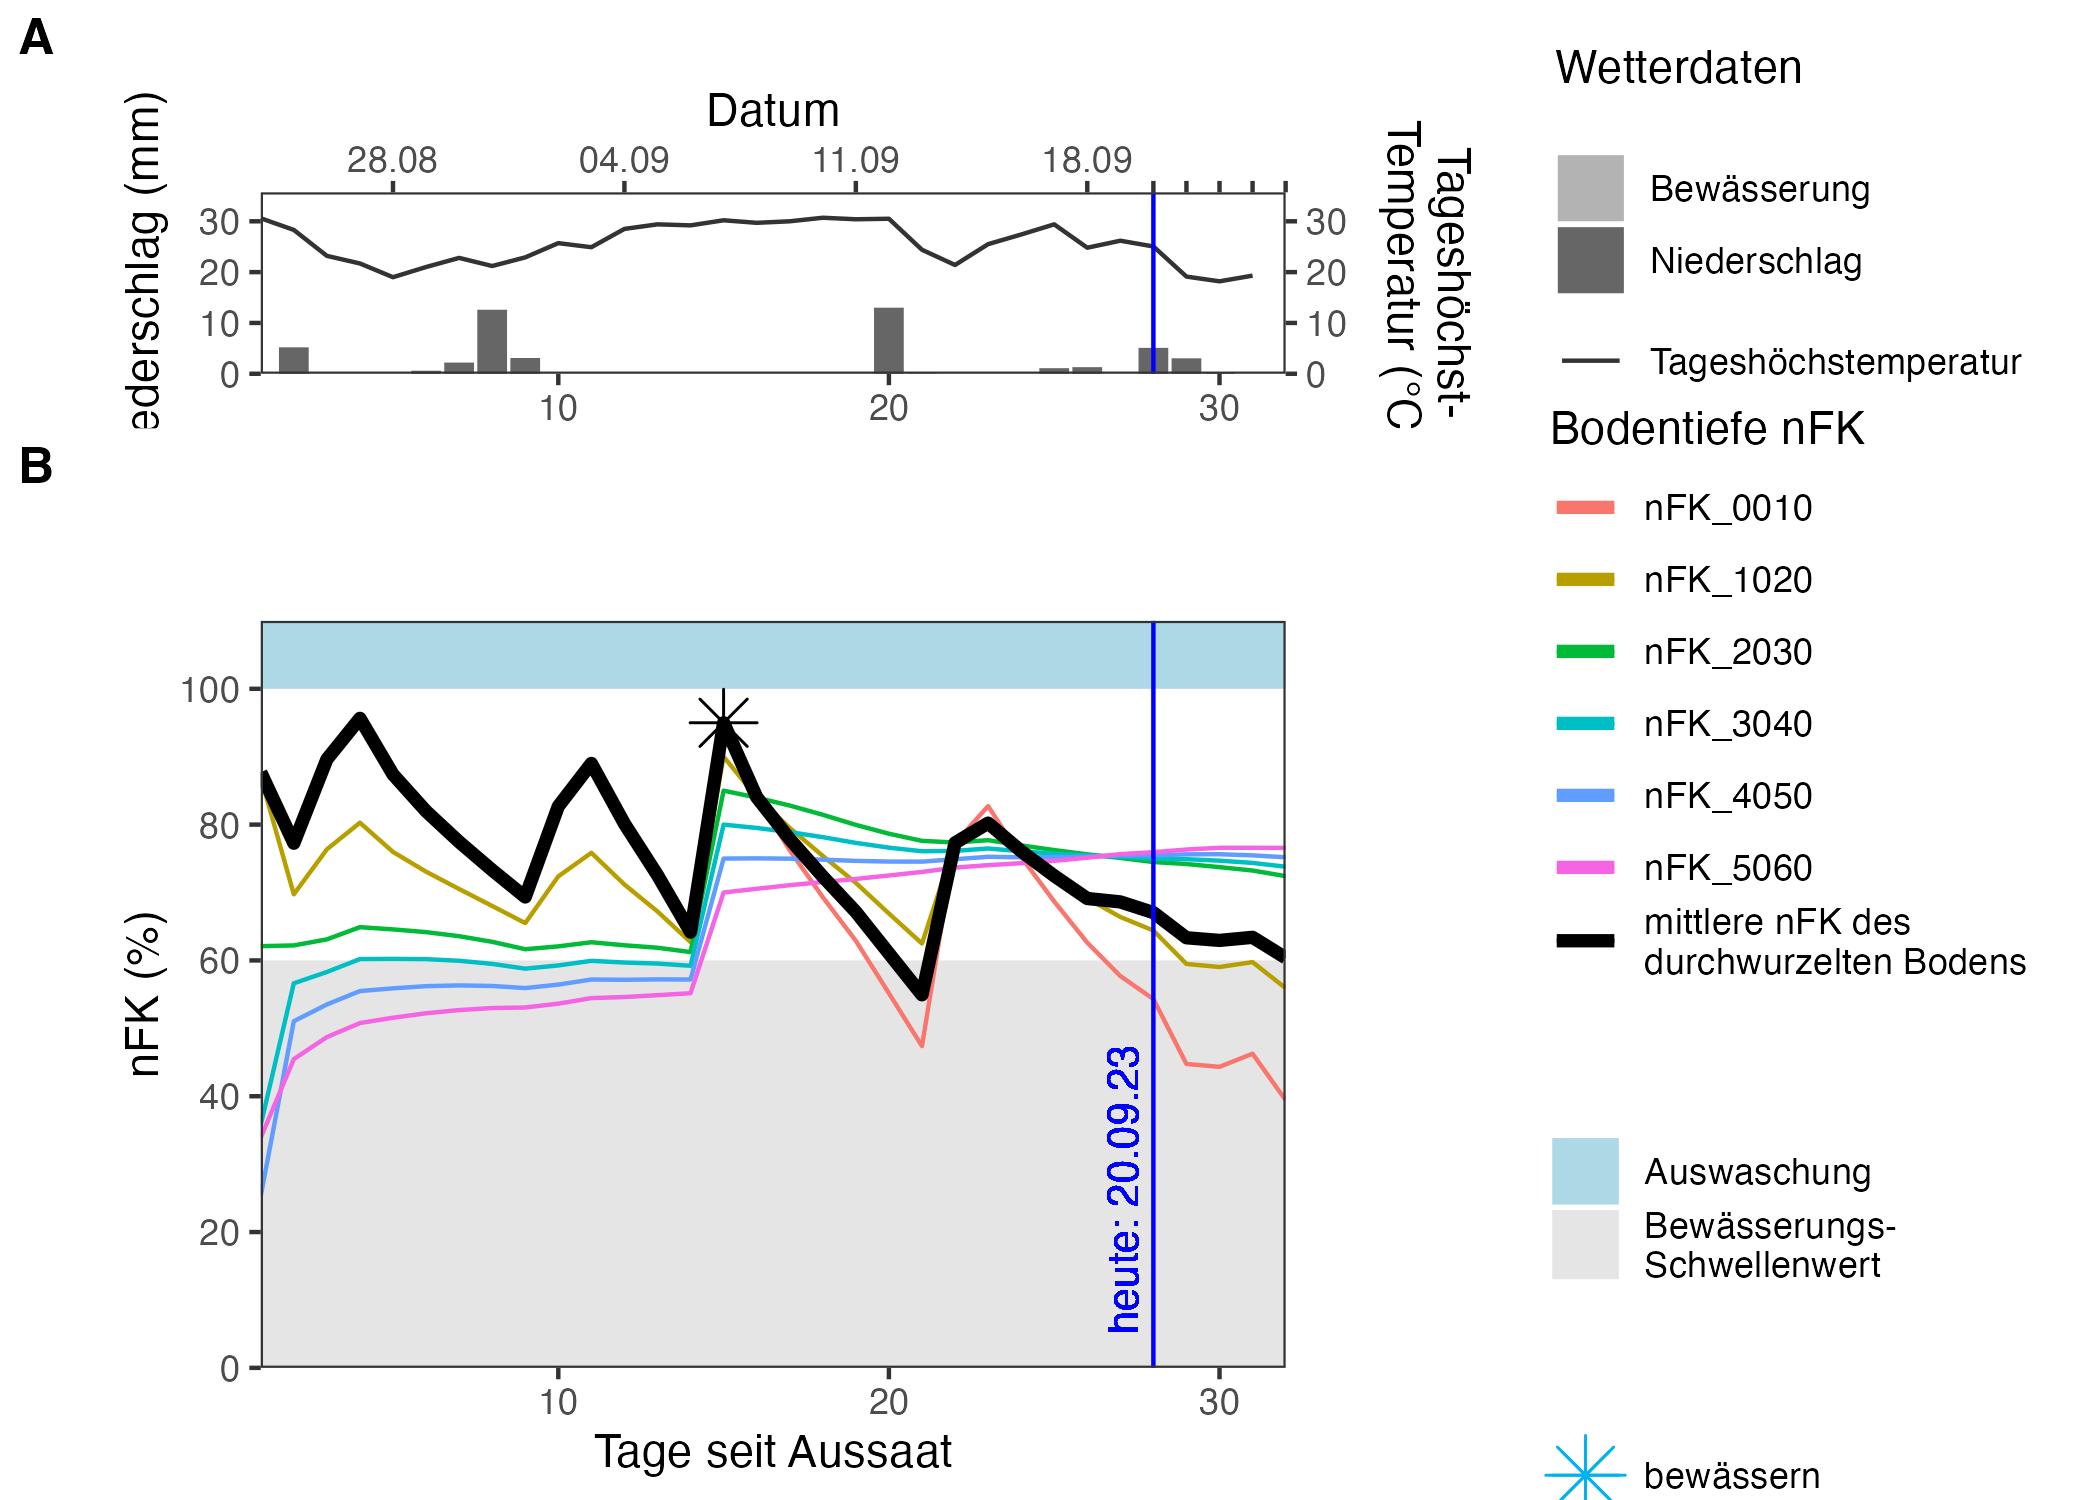 A
Datum
28.08 04.09 11.09 18.09
ederschlag (mm)
30
20
10
0
30
20
10
0
Tageshöchst-
Temperatur (°C
10 20 30
B
nFK (%)
100
80
60
40
20
0
heute: 20.09.23
10 20 30
Tage seit Aussaat
Wetterdaten
Bewässerung
Niederschlag
Tageshöchstemperatur
Bodentiefe nFK
nFK_0010
nFK_1020
nFK_2030
nFK_3040
nFK_4050
nFK_5060
mittlere nFK des
durchwurzelten Bodens
Auswaschung
Bewässerungs-
Schwellenwert
bewässern